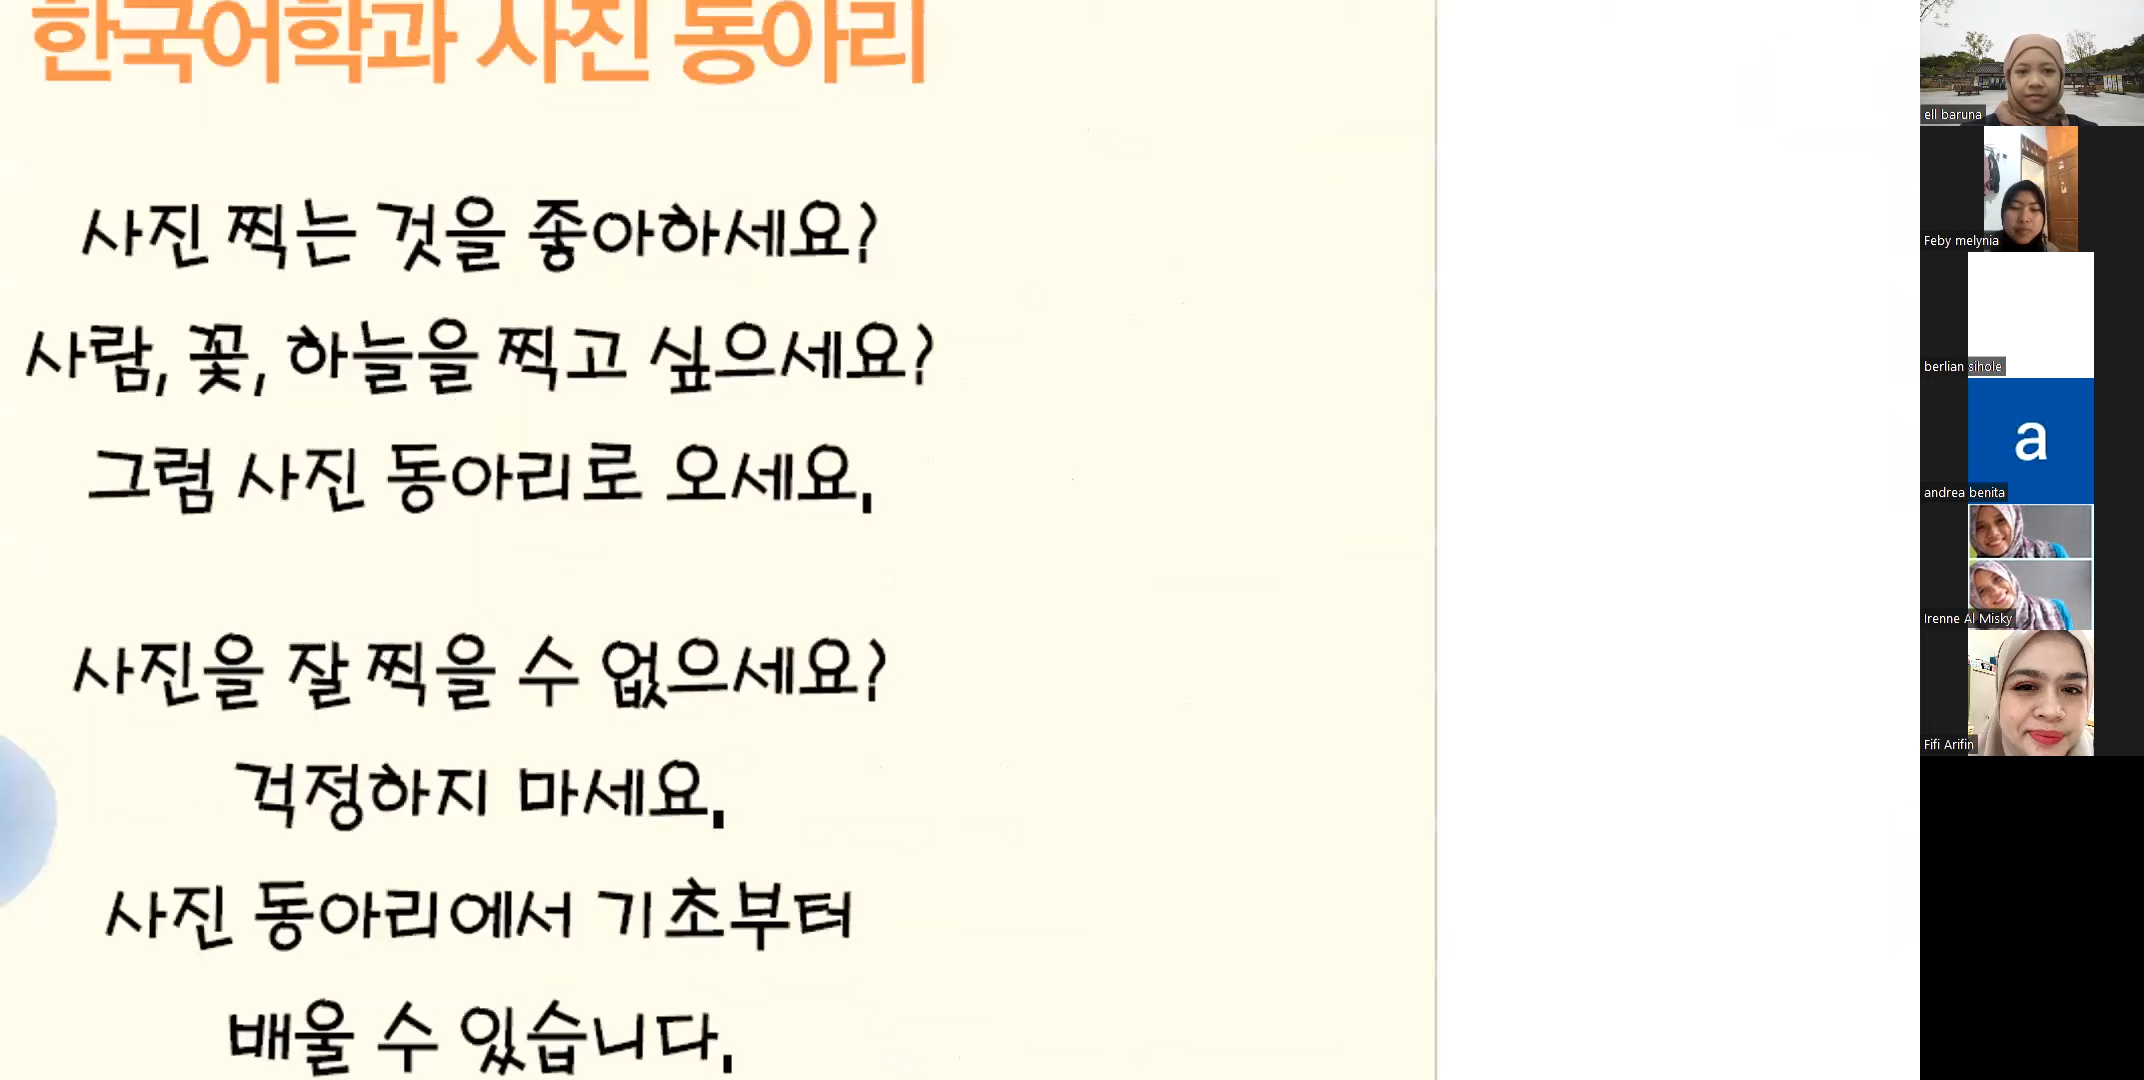 한국어학과 사진 동아리
사진 찍는 것을 좋아하세요?
사람, 꽃, 하늘을 찍고 싶으세요?
그럼 사진 동아리로 오세요.
사진을 잘 찍을 수 없으세요?
걱정하지 마세요.
사진 동아리에서 기초부터
배울 수 있습니다.
ell baruna
Feby melynia
berlian sihole
a
andrea benita
Irenne Al Misky
Fifi Arifin